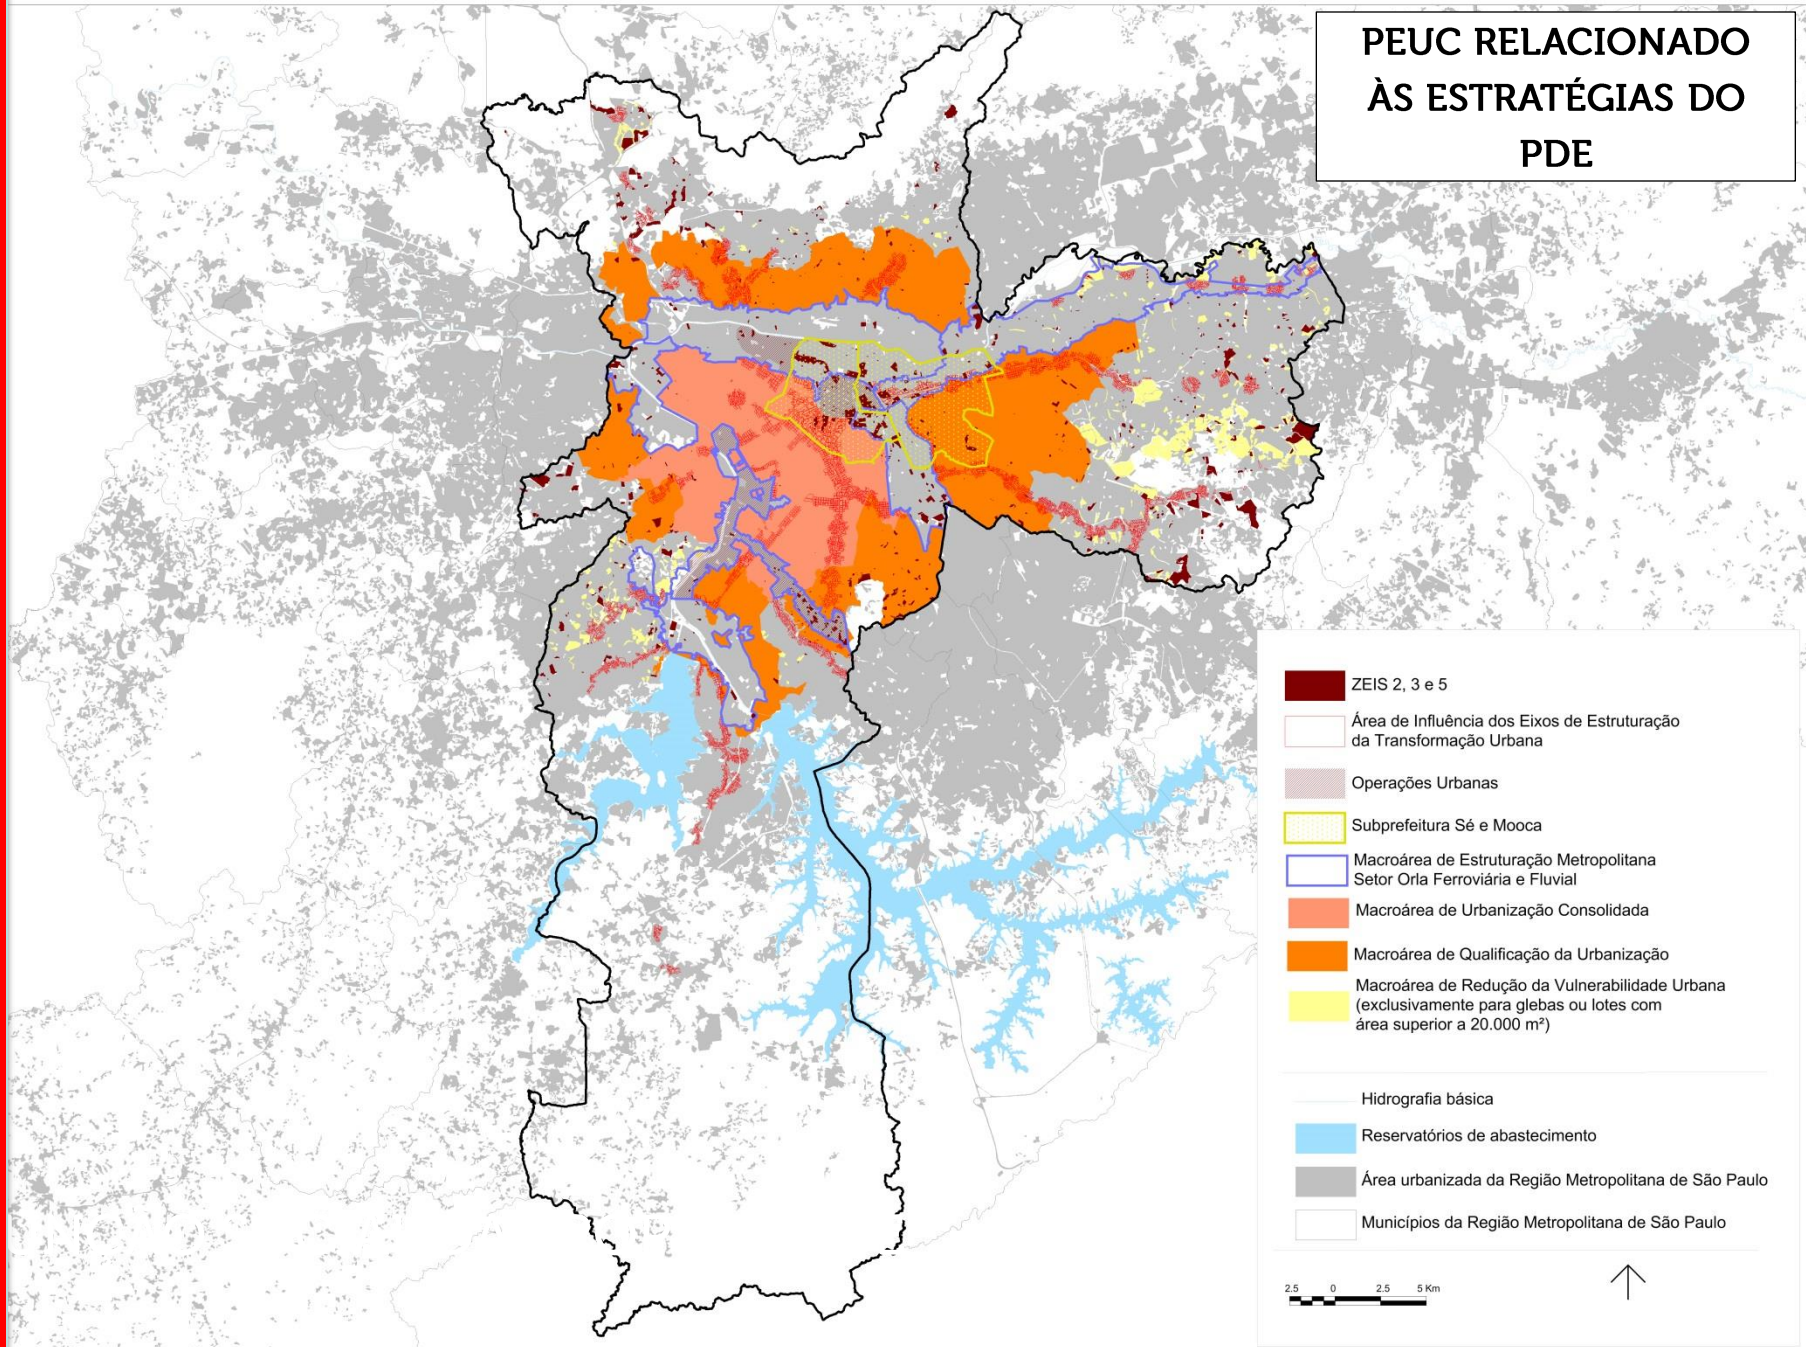 PEUC RELACIONADO
ÀS ESTRATÉGIAS DO
PDE
ZEIS 2, 3 e 5
Área de Influência dos Eixos de Estruturação
da Transformação Urbana
Operações Urbanas
Subprefeitura Sé e Mooca
Macroárea de Estruturação Metropolitana
Setor Orla Ferroviária e Fluvial
Macroárea de Urbanização Consolidada
Macroárea de Qualificação da Urbanização
Macroárea de Redução da Vulnerabilidade Urbana
(exclusivamente para glebas ou lotes com
área superior a 20.000 m²)
Hidrografia básica
Reservatórios de abastecimento
Área urbanizada da Região Metropolitana de São Paulo
Municípios da Região Metropolitana de São Paulo
2.5 0 2.5 5 Km